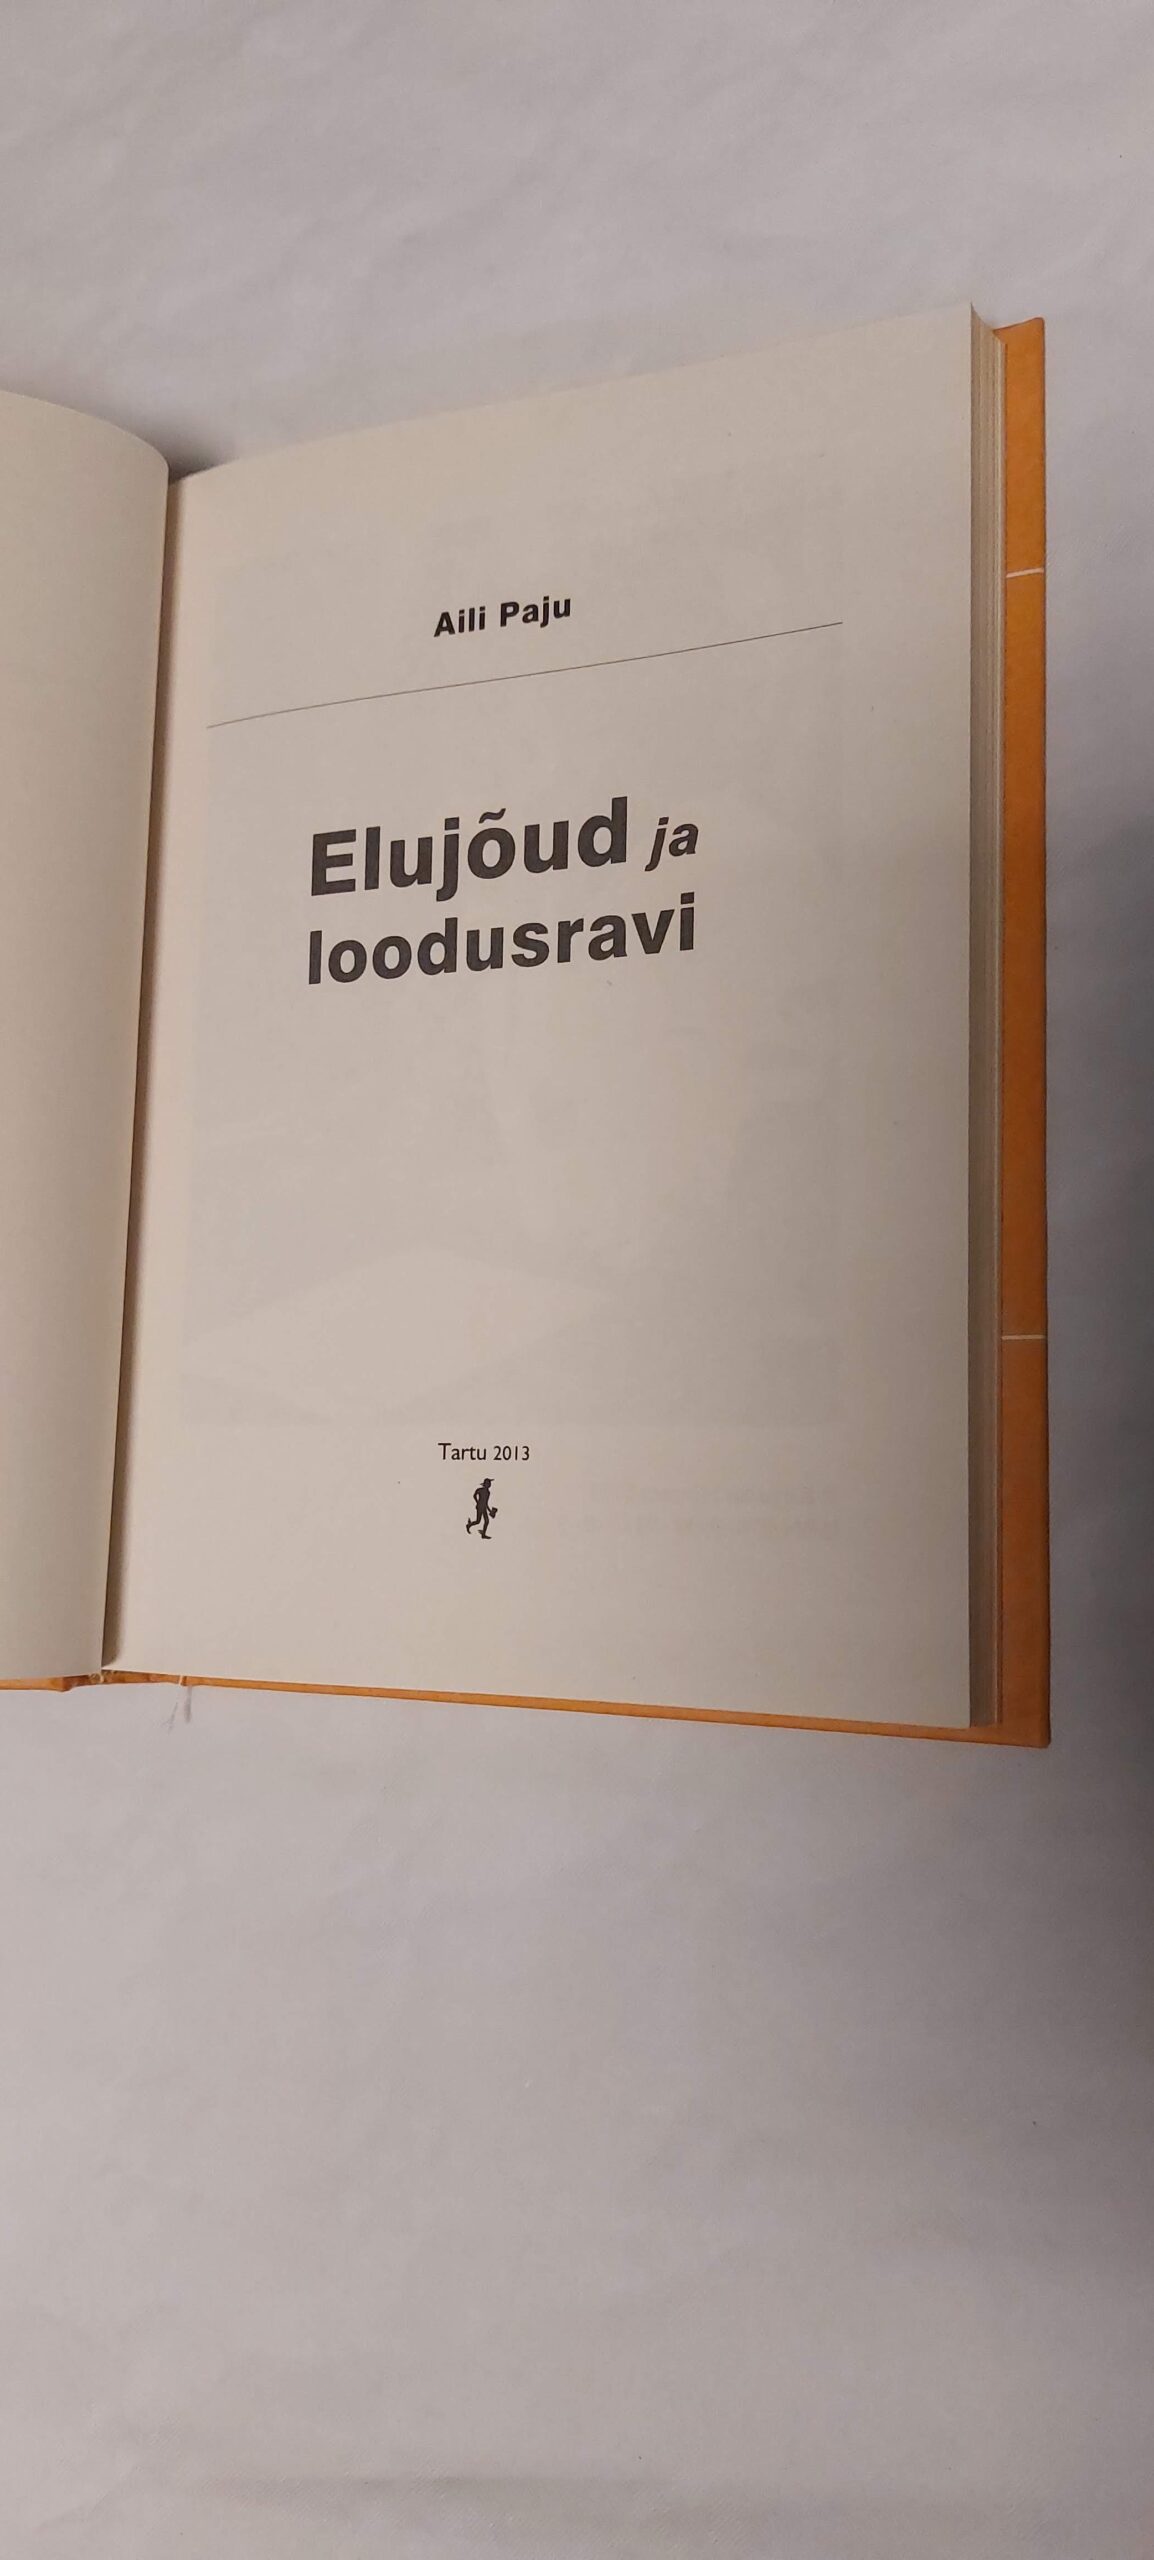 Aili Paju
Elujõud ja
loodusravi
Tartu 2013